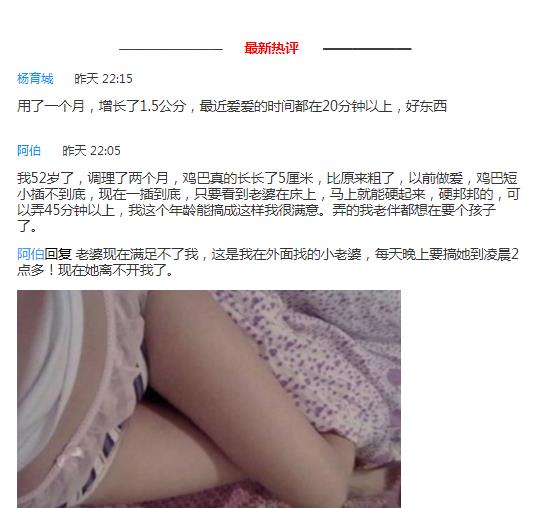 最新热评
杨育城 昨天 22:15
用了一个月，增长了1.5公分，最近爱爱的时间都在20分钟以上，好东西
阿伯 昨天 22:05
我52岁了，调理了两个月，鸡巴真的长长了5厘米，比原来粗了，以前做爱，鸡巴短
小插不到底，现在一插到底，只要看到老婆在床上，马上就能硬起来，硬邦邦的，可
以弄45分钟以上，我这个年龄能搞成这样我很满意。弄的我老伴都想在要个孩子
了。
阿伯回复 老婆现在满足不了我，这是我在外面找的小老婆，每天晚上要搞她到凌晨2
点多！现在她离不开我了。